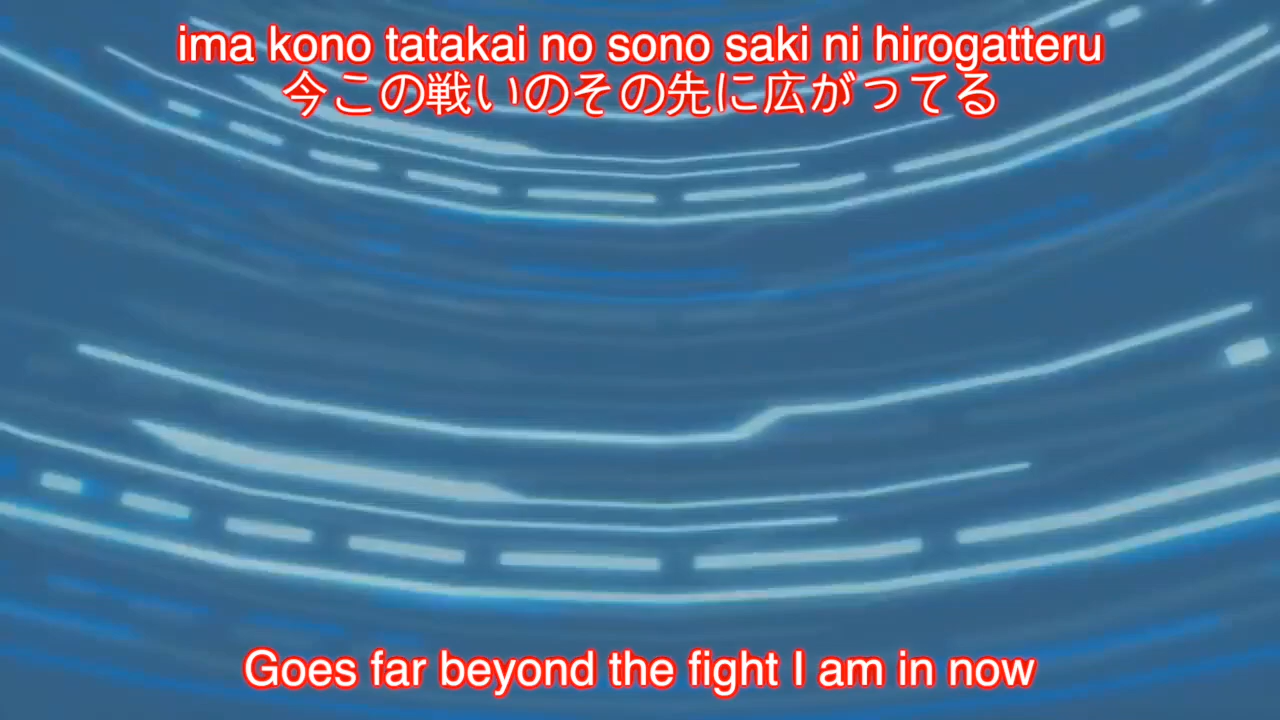 ima kono tatakai no sono saki ni hirogatteru
今この戦いのその先に広がってる
Goes far beyond the fight I am in now